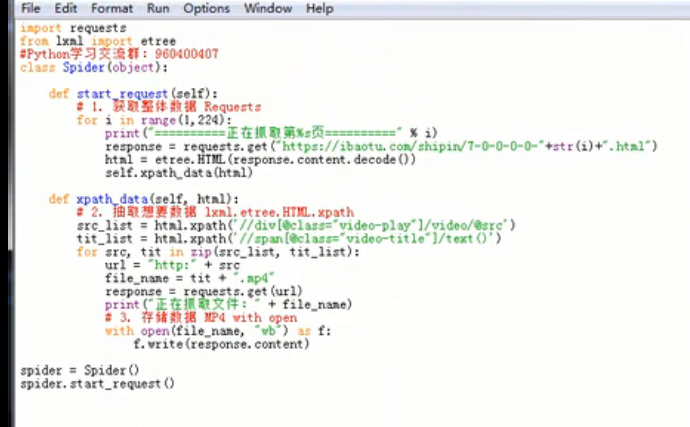 File Edit Format Run Options Window Help
import requests
from lxml import etree
#Python学习交流群：960400407
class Spider(object):
    def start_request(self):
        # 1. 获取整体数据 Requests
        for i in range(1,224):
            print("==========正在抓取第%s页==========" % i)
            response = requests.get("https://ibaotu.com/shipin/7-0-0-0-0-"+str(i)+".html")
            html = etree.HTML(response.content.decode())
            self.xpath_data(html)
    def xpath_data(self, html):
        # 2. 抽取想要数据 lxml.etree.HTML.xpath
        src_list = html.xpath('//div[@class="video-play"]/video/@src')
        tit_list = html.xpath('//span[@class="video-title"]/text()')
        for src, tit in zip(src_list, tit_list):
            url = "http:" + src
            file_name = tit + ".mp4"
            response = requests.get(url)
            print("正在抓取文件：" + file_name)
            # 3. 存储数据 MP4 with open
            with open(file_name, "wb") as f:
                f.write(response.content)
spider = Spider()
spider.start_request()